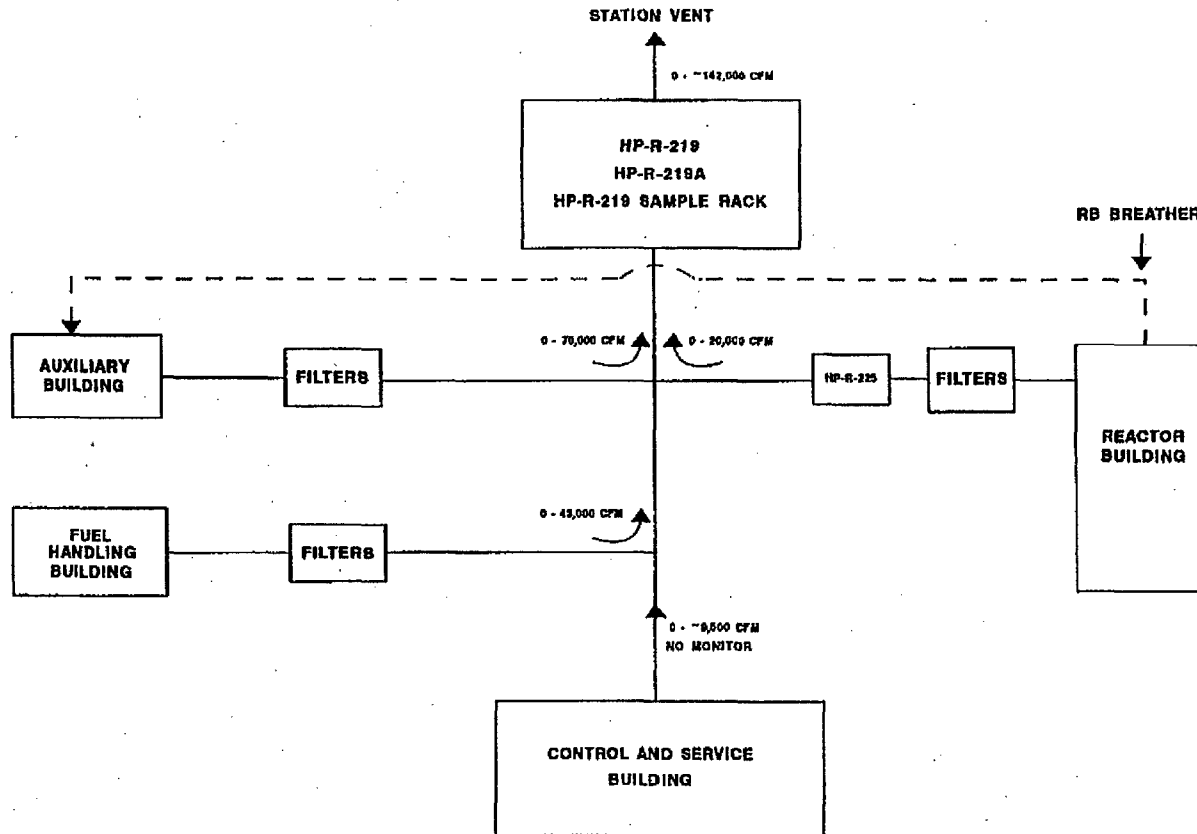 STATION VENT
0 - ~142,000 CFM
HP-R-219
HP-R-219A
HP-R-219 SAMPLE RACK
RB BREATHER
0 - 70,000 CFM
0 - 20,000 CFM
AUXILIARY
BUILDING
FILTERS
HP-R-225
FILTERS
REACTOR
BUILDING
0 - 43,000 CFM
FUEL
HANDLING
BUILDING
FILTERS
0 - ~9,500 CFM
NO MONITOR
CONTROL AND SERVICE
BUILDING